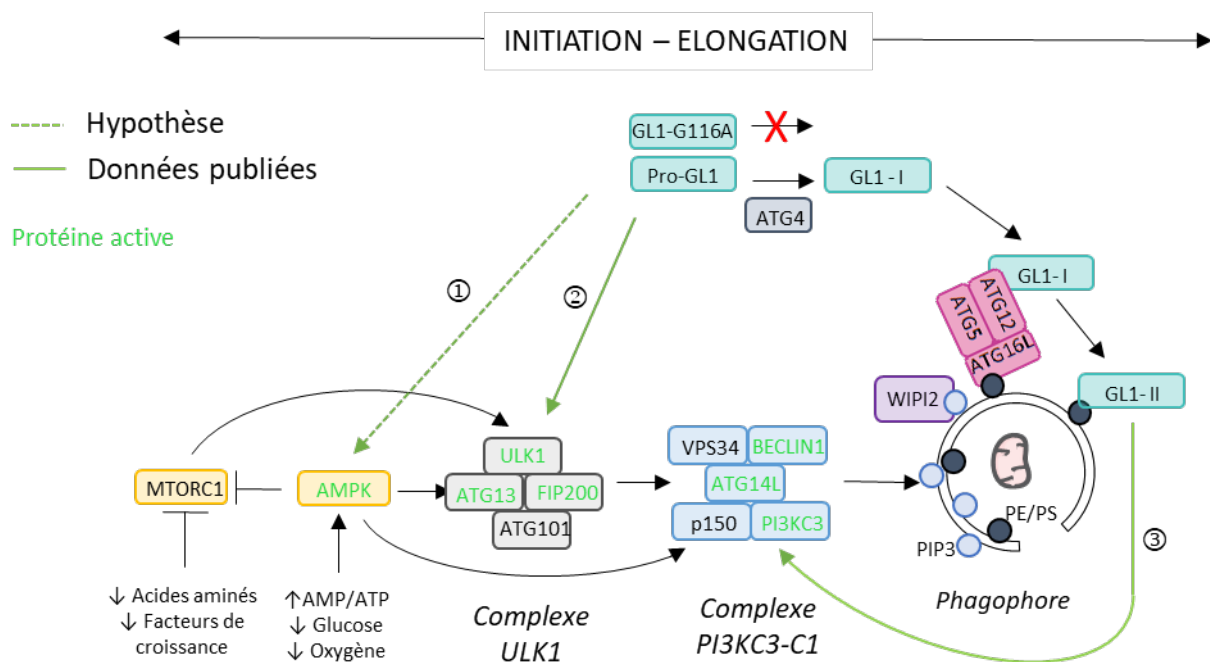 INITIATION – ELONGATION
Hypothèse
Données publiées
Protéine active
GL1-G116A
X
Pro-GL1
GL1 - I
ATG4
①
②
GL1- I
ATG5
ATG12
ATG16L
WIPI2
GL1- II
MTORC1
AMPK
ULK1
ATG13
FIP200
ATG101
VPS34
BECLIN1
ATG14L
p150
PI3KC3
PE/PS
PIP3
③
↓ Acides aminés
↓ Facteurs de
croissance
↑AMP/ATP
↓ Glucose
↓ Oxygène
Complexe
ULK1
Complexe
PI3KC3-C1
Phagophore